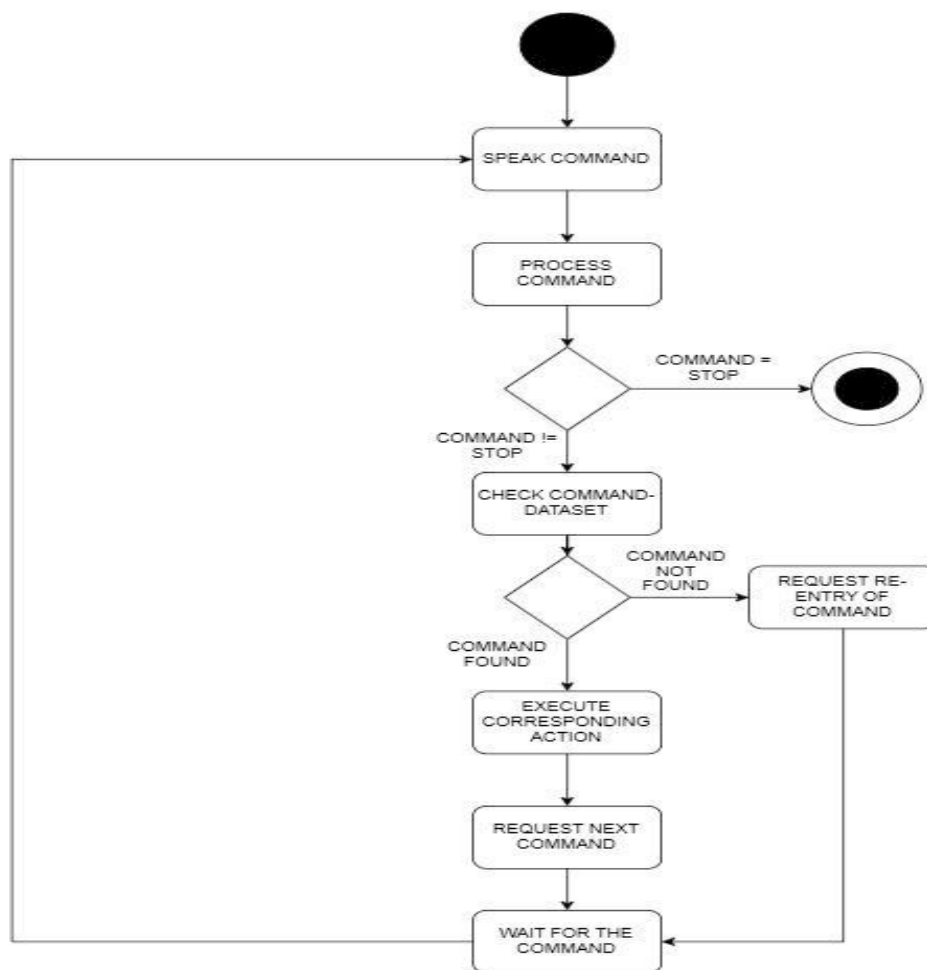 SPEAK COMMAND
PROCESS
COMMAND
COMMAND =
STOP
COMMAND !=
STOP
CHECK COMMAND-
DATASET
COMMAND
NOT
FOUND
REQUEST RE-
ENTRY OF
COMMAND
COMMAND
FOUND
EXECUTE
CORRESPONDING
ACTION
REQUEST NEXT
COMMAND
WAIT FOR THE
COMMAND